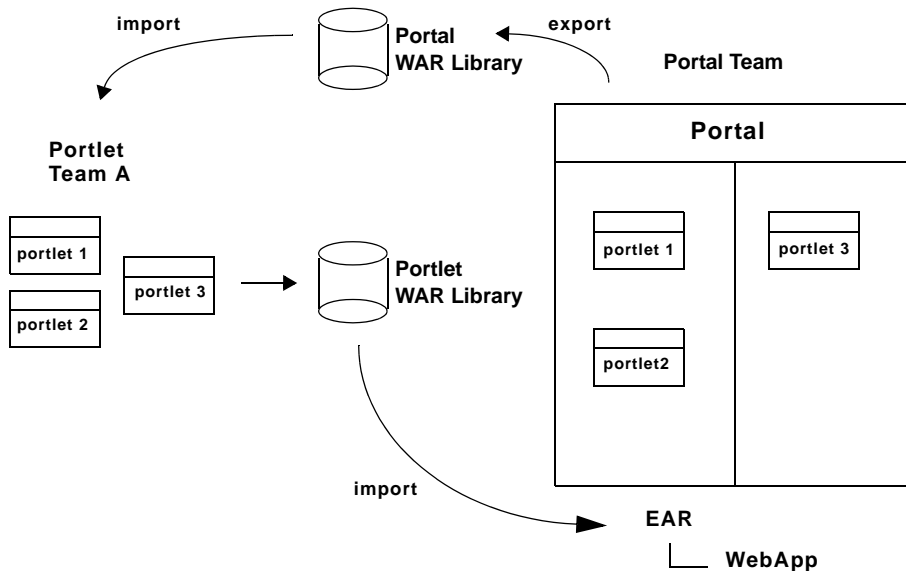 import
Portal
WAR Library
export
Portal Team
Portal
Portlet
Team A
portlet 1
portlet 2
portlet 3
Portlet
WAR Library
portlet 1
portlet2
portlet 3
import
EAR
WebApp